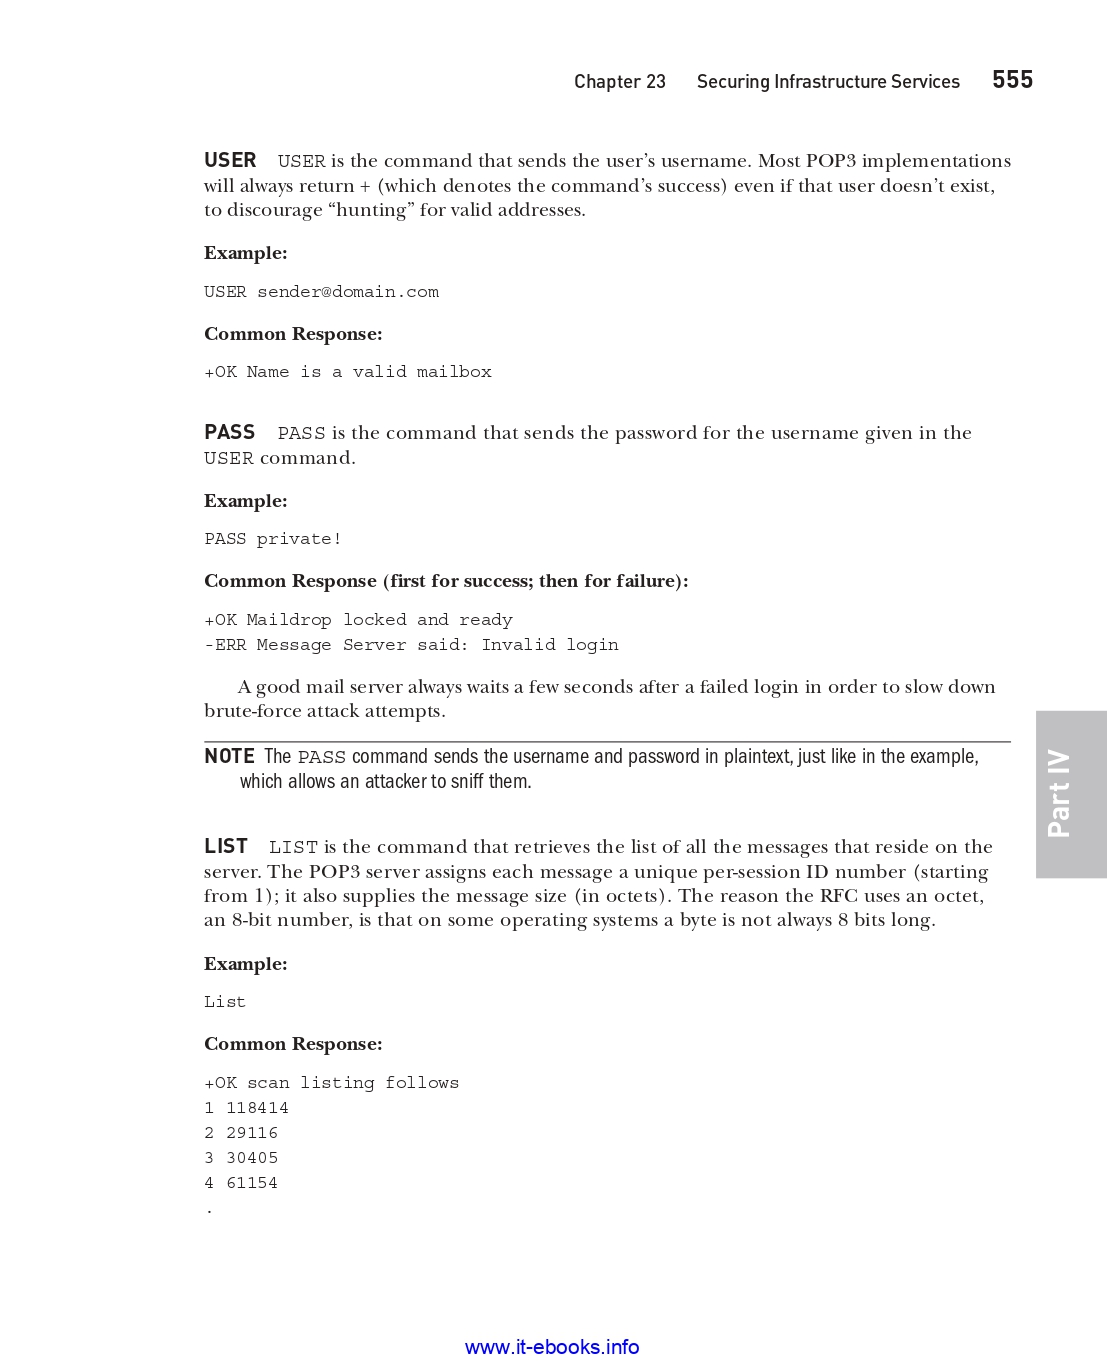 Chapter 23 Securing Infrastructure Services 555
USER USER is the command that sends the user’s username. Most POP3 implementations
will always return + (which denotes the command’s success) even if that user doesn’t exist,
to discourage “hunting” for valid addresses.
Example:
USER sender@domain.com
Common Response:
+OK Name is a valid mailbox
PASS PASS is the command that sends the password for the username given in the
USER command.
Example:
PASS private!
Common Response (first for success; then for failure):
+OK Maildrop locked and ready
-ERR Message Server said: Invalid login
A good mail server always waits a few seconds after a failed login in order to slow down
brute-force attack attempts.
NOTE The PASS command sends the username and password in plaintext, just like in the example,
which allows an attacker to sniff them.
Part IV
LIST LIST is the command that retrieves the list of all the messages that reside on the
server. The POP3 server assigns each message a unique per-session ID number (starting
from 1); it also supplies the message size (in octets). The reason the RFC uses an octet,
an 8-bit number, is that on some operating systems a byte is not always 8 bits long.
Example:
List
Common Response:
+OK scan listing follows
1 118414
2 29116
3 30405
4 61154
.
www.it-ebooks.info